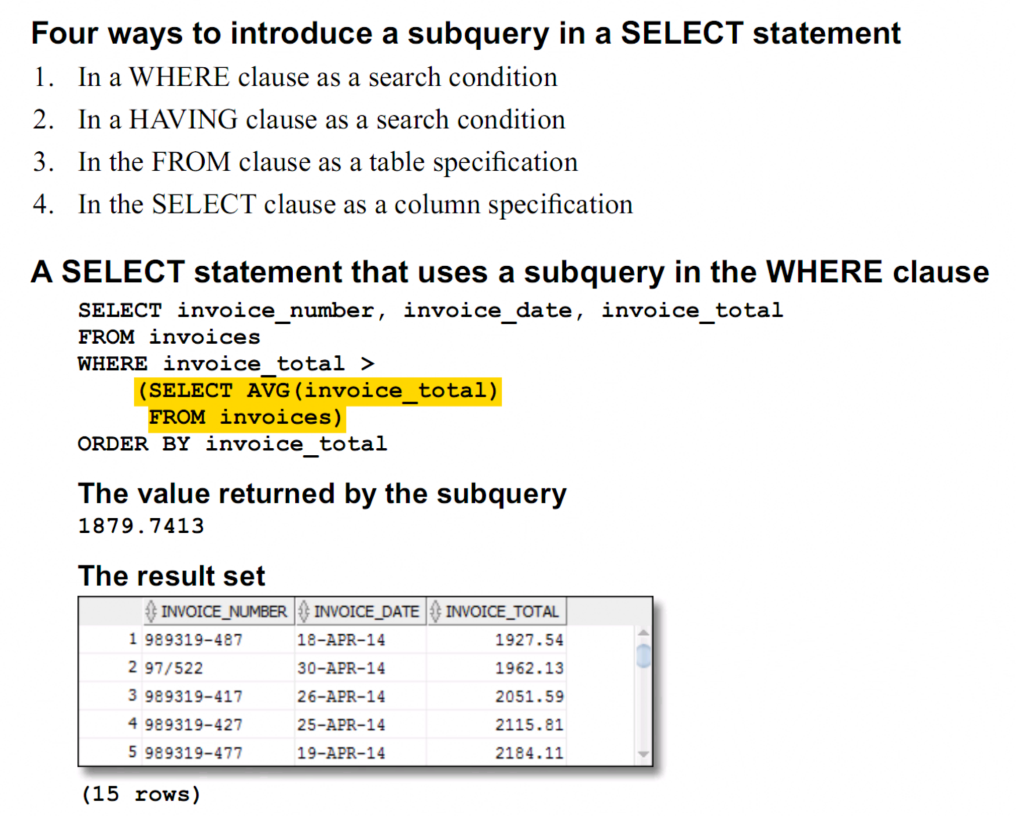 Four ways to introduce a subquery in a SELECT statement
1. In a WHERE clause as a search condition
2. In a HAVING clause as a search condition
3. In the FROM clause as a table specification
4. In the SELECT clause as a column specification
A SELECT statement that uses a subquery in the WHERE clause
SELECT invoice_number, invoice_date, invoice_total
FROM invoices
WHERE invoice_total >
(SELECT AVG(invoice_total)
FROM invoices)
ORDER BY invoice_total
The value returned by the subquery
1879.7413
The result set
INVOICE_NUMBER INVOICE_DATE INVOICE_TOTAL
1 989319-487 18-APR-14 1927.54
2 97/522 30-APR-14 1962.13
3 989319-417 26-APR-14 2051.59
4 989319-427 25-APR-14 2115.81
5 989319-477 19-APR-14 2184.11
(15 rows)